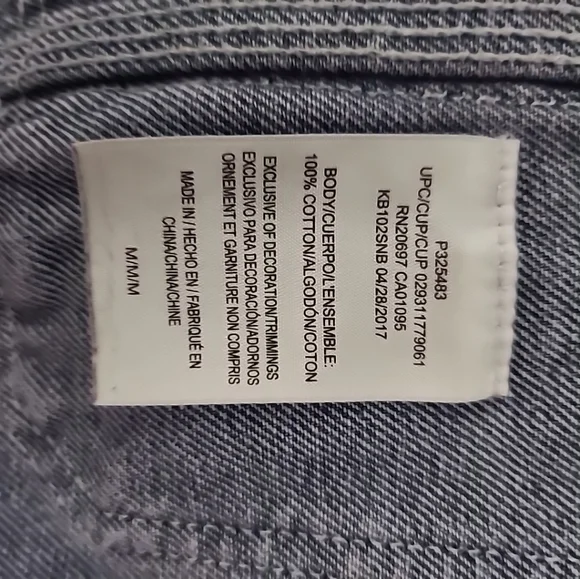 P325483
UPC/CUP/CUP 029311779061
RN20697 CA01095
KB102SNB 04/28/2017
BODY/CUERPO/L'ENSEMBLE:
100% COTTON/ALGODÓN/COTON
EXCLUSIVE OF DECORATION/TRIMMINGS
EXCLUSIVO PARA DECORACIÓN/ADORNOS
ORNEMENT ET GARNITURE NON COMPRIS
MADE IN / HECHO EN / FABRIQUÉ EN
CHINA/CHINA/CHINE
M/M/M